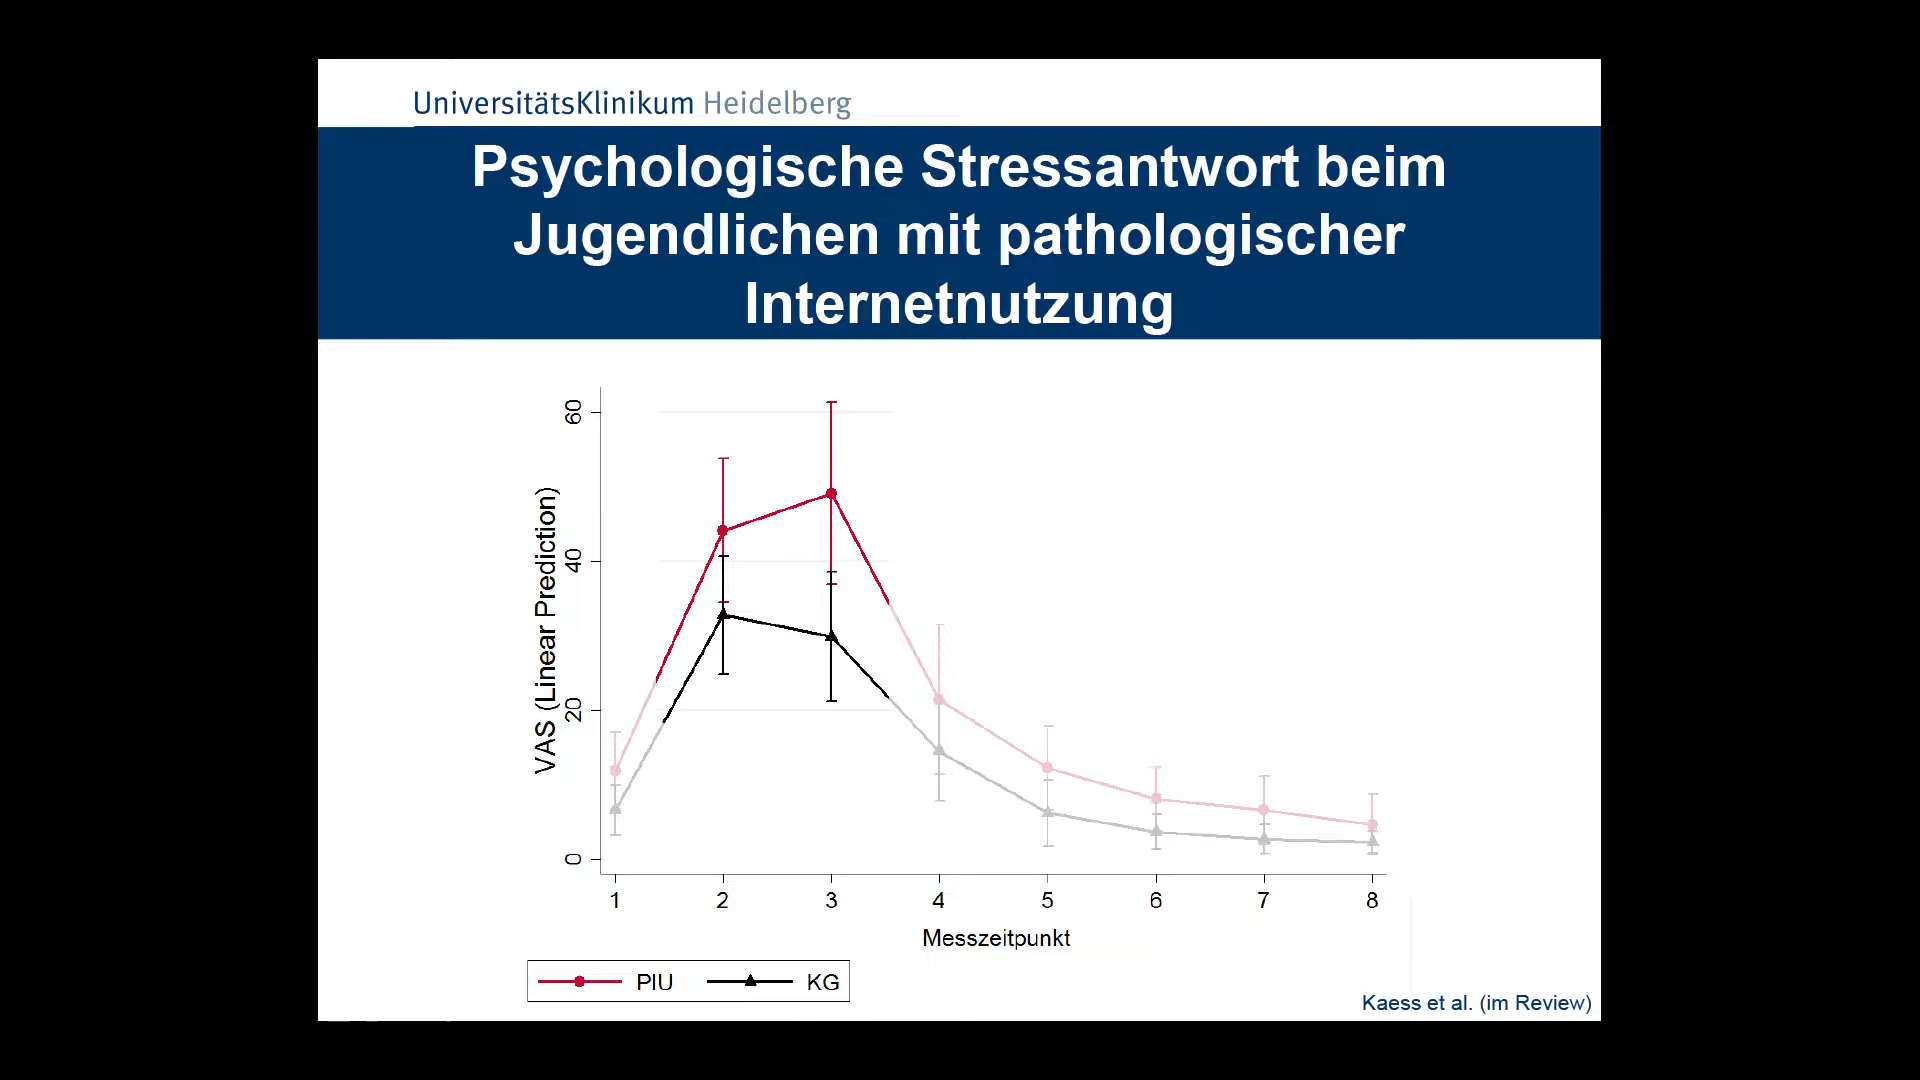 UniversitätsKlinikum Heidelberg
Psychologische Stressantwort beim
Jugendlichen mit pathologischer
Internetnutzung
60
40
20
0
VAS (Linear Prediction)
1 2 3 4 5 6 7 8
Messzeitpunkt
PIU KG
Kaess et al. (im Review)